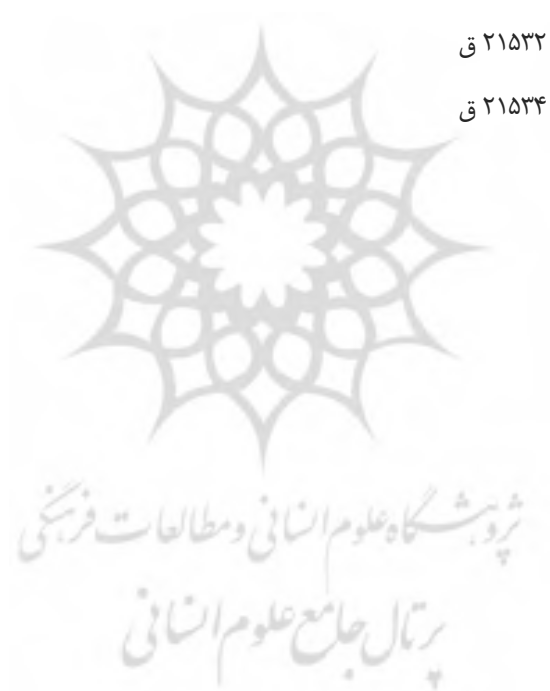 ۲۱۵۳۲ ق
۲۱۵۳۴ ق
پژوهشگاه علوم انسانی و مطالعات فرهنگی
پرتال جامع علوم انسانی